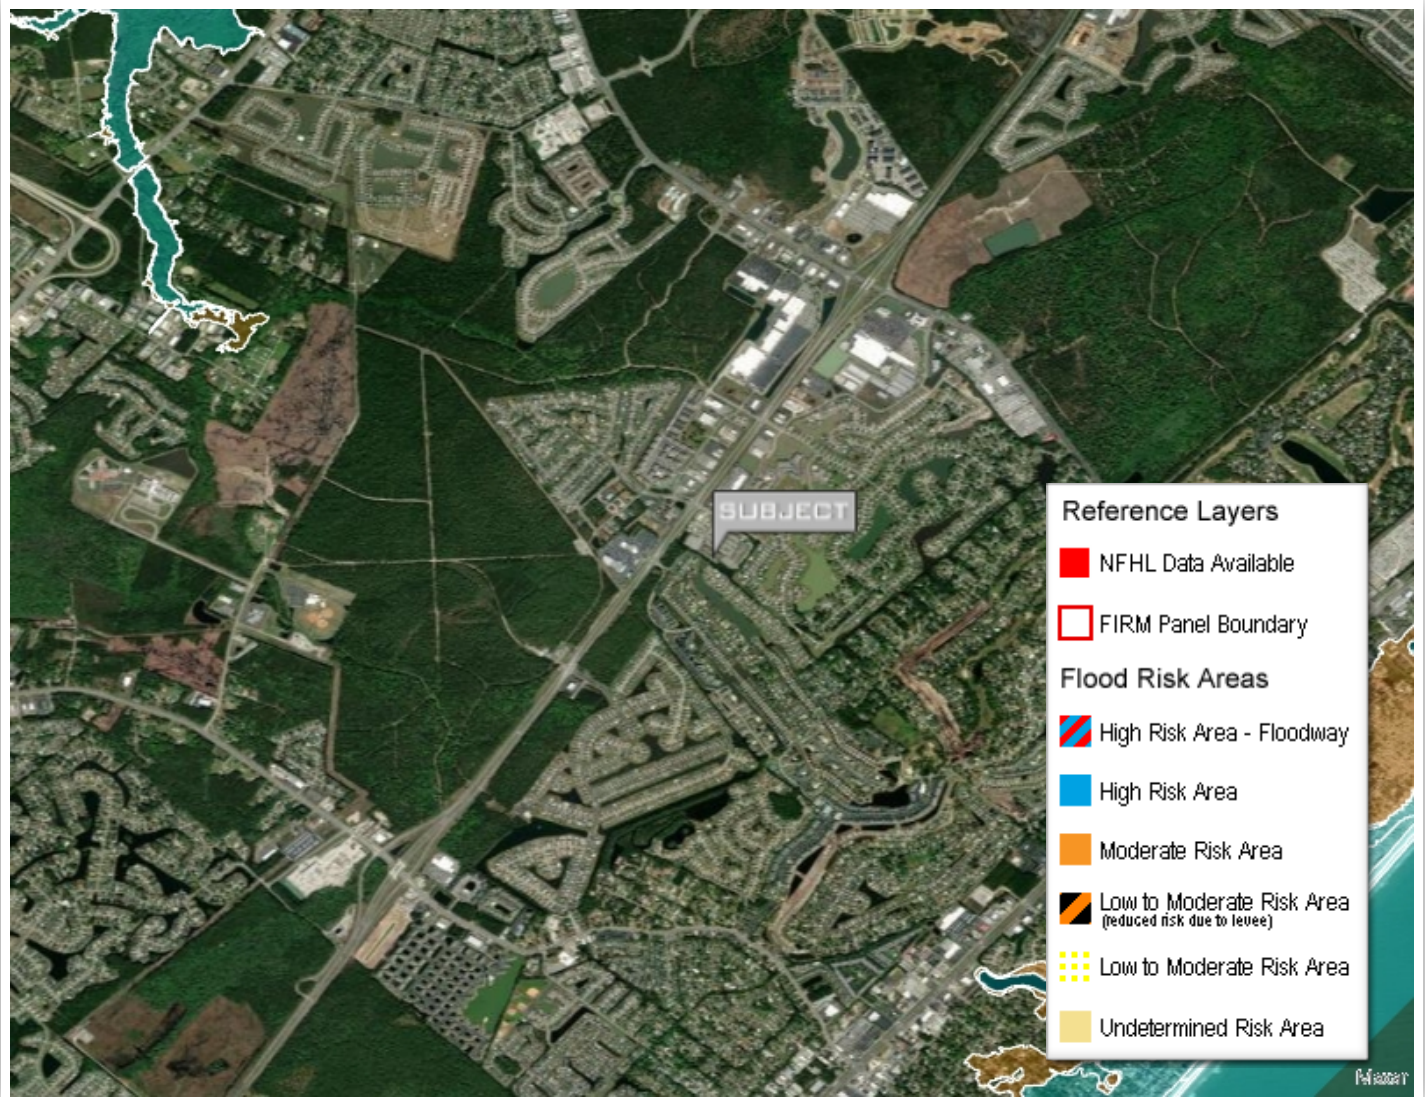 SUBJECT
Reference Layers
NFHL Data Available
FIRM Panel Boundary
Flood Risk Areas
High Risk Area - Floodway
High Risk Area
Moderate Risk Area
Low to Moderate Risk Area
(reduced risk due to levee)
Low to Moderate Risk Area
Undetermined Risk Area
Maxar